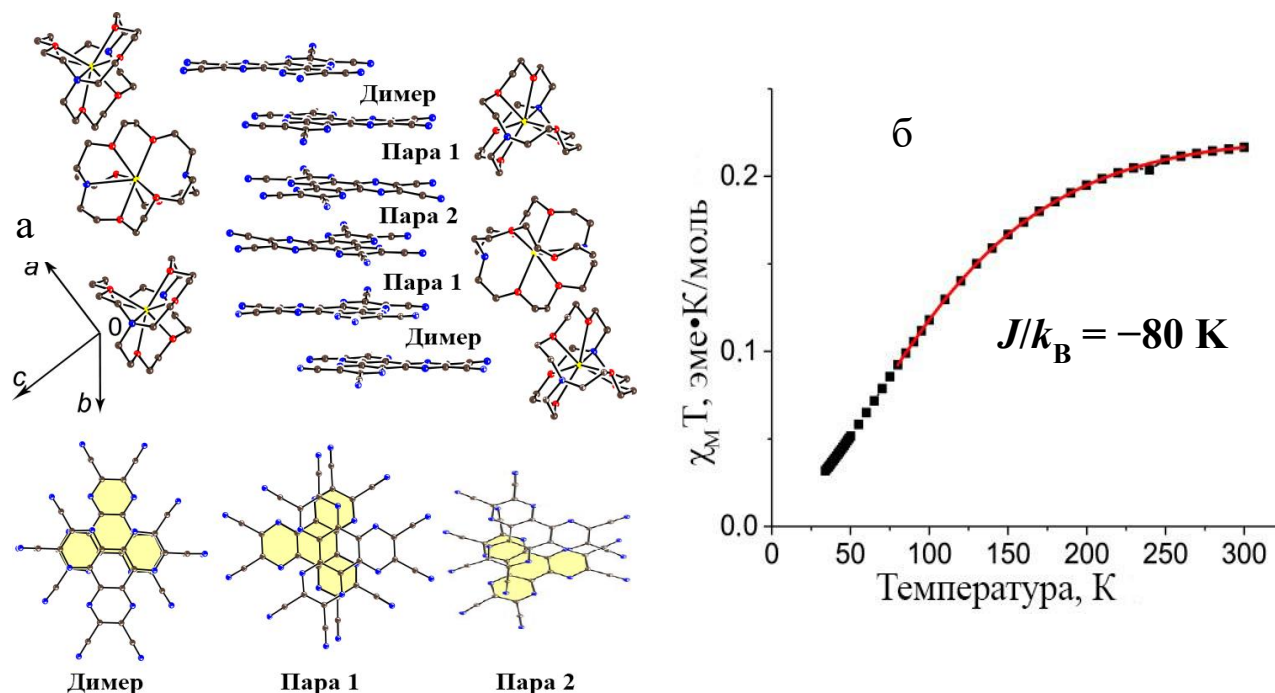 а
Димер
Пара 1
Пара 2
Пара 1
Димер
a
0
c
b
Димер
Пара 1
Пара 2
б
χMT, эме•К/моль
0.2
0.1
0.0
J/kB = −80 K
0 50 100 150 200 250 300
Температура, К